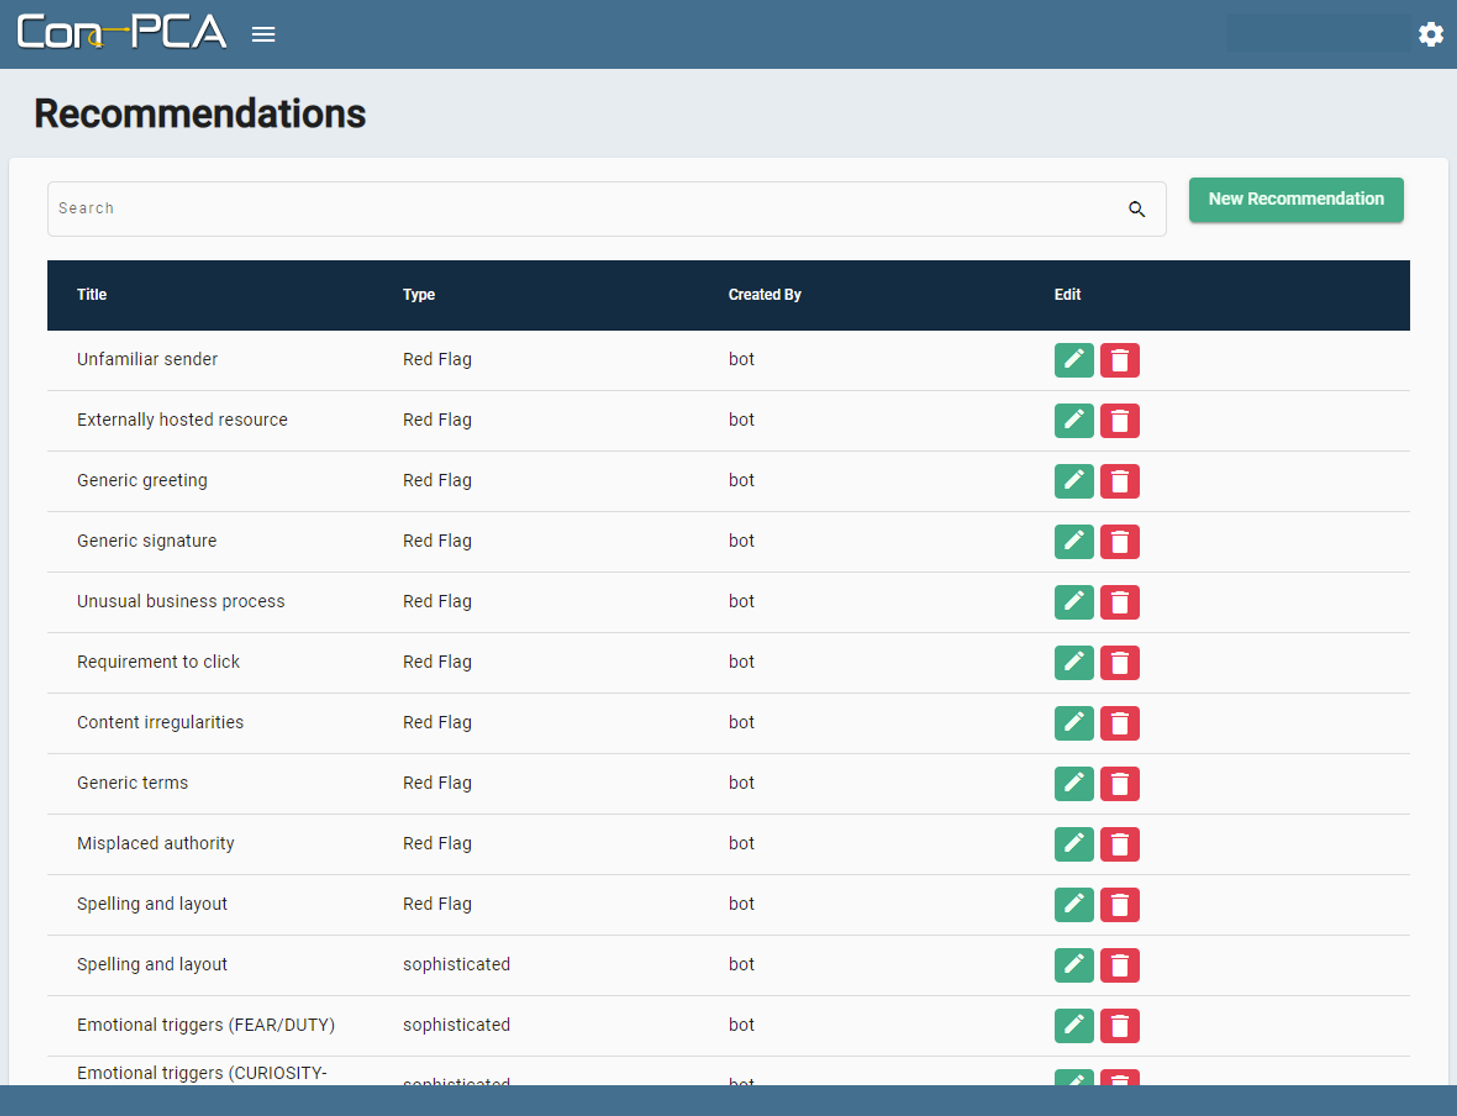 Con-PCA
Recommendations
Search
New Recommendation
Title Type Created By Edit
Unfamiliar sender Red Flag bot
Externally hosted resource Red Flag bot
Generic greeting Red Flag bot
Generic signature Red Flag bot
Unusual business process Red Flag bot
Requirement to click Red Flag bot
Content irregularities Red Flag bot
Generic terms Red Flag bot
Misplaced authority Red Flag bot
Spelling and layout Red Flag bot
Spelling and layout sophisticated bot
Emotional triggers (FEAR/DUTY) sophisticated bot
Emotional triggers (CURIOSITY-
sophisticated bot